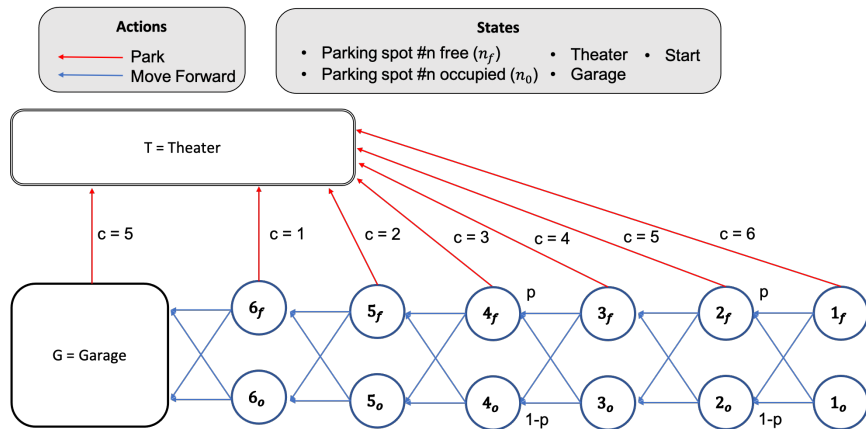 Actions
Park
Move Forward
States
• Parking spot #n free (n_f)
• Parking spot #n occupied (n_0)
• Theater
• Garage
• Start
T = Theater
c = 5
c = 1
c = 2
c = 3
c = 4
c = 5
c = 6
G = Garage
6_f
5_f
4_f
p
3_f
2_f
p
1_f
6_o
5_o
4_o
1-p
3_o
2_o
1-p
1_o